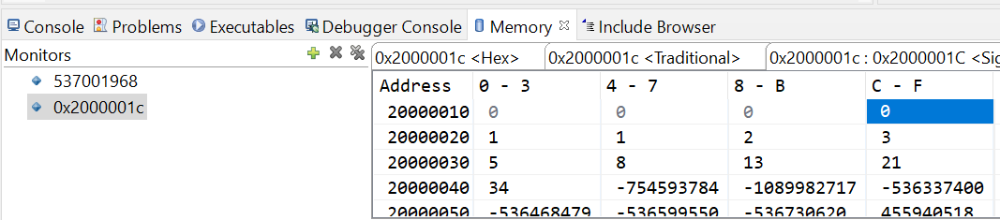 Console Problems Executables Debugger Console Memory Include Browser
Monitors
537001968
0x2000001c
0x2000001c <Hex> 0x2000001c <Traditional> 0x2000001c : 0x2000001C <Sig
Address 0 - 3 4 - 7 8 - B C - F
20000010 0 0 0 0
20000020 1 1 2 3
20000030 5 8 13 21
20000040 34 -754593784 -1089982717 -536337400
20000050 -536468479 -536599550 -536730620 455940518